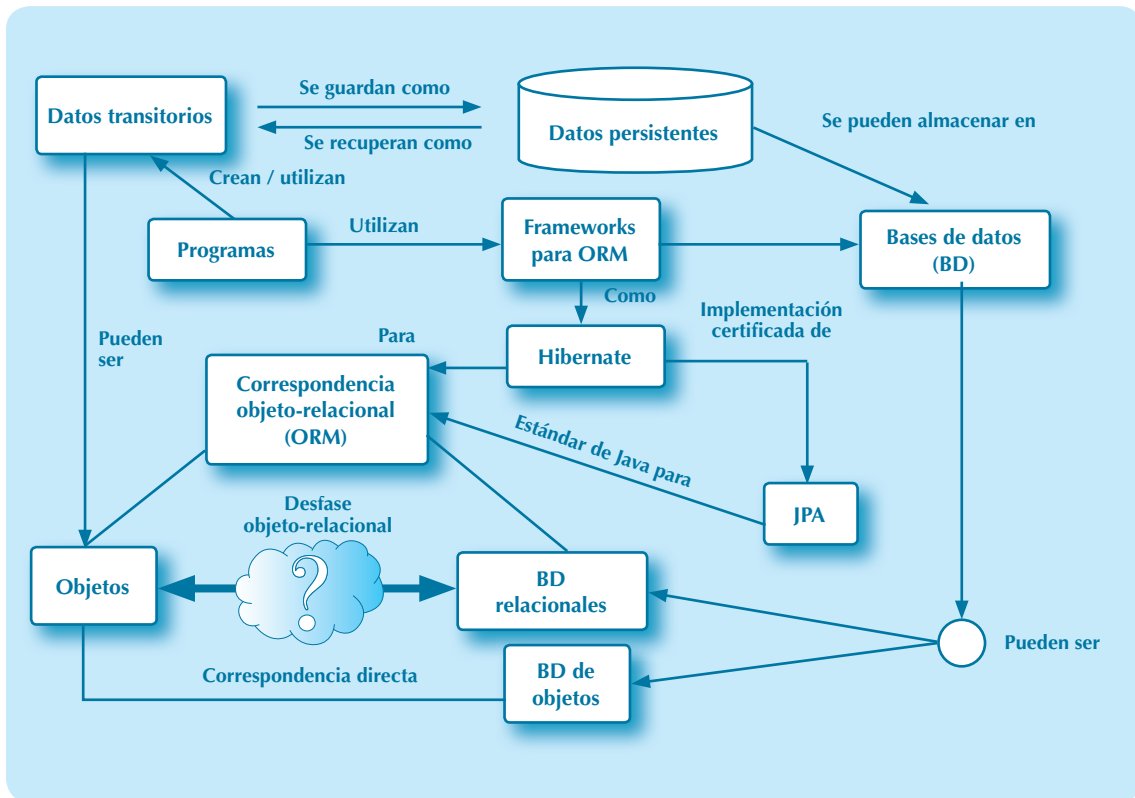 Se guardan como
Datos transitorios
Datos persistentes
Se pueden almacenar en
Se recuperan como
Crean / utilizan
Programas
Utilizan
Frameworks
para ORM
Bases de datos
(BD)
Como
Implementación
certificada de
Pueden
ser
Para
Hibernate
Correspondencia
objeto-relacional
(ORM)
Estándar de Java para
JPA
Desfase
objeto-relacional
?
Objetos
BD
relacionales
Pueden ser
Correspondencia directa
BD de
objetos